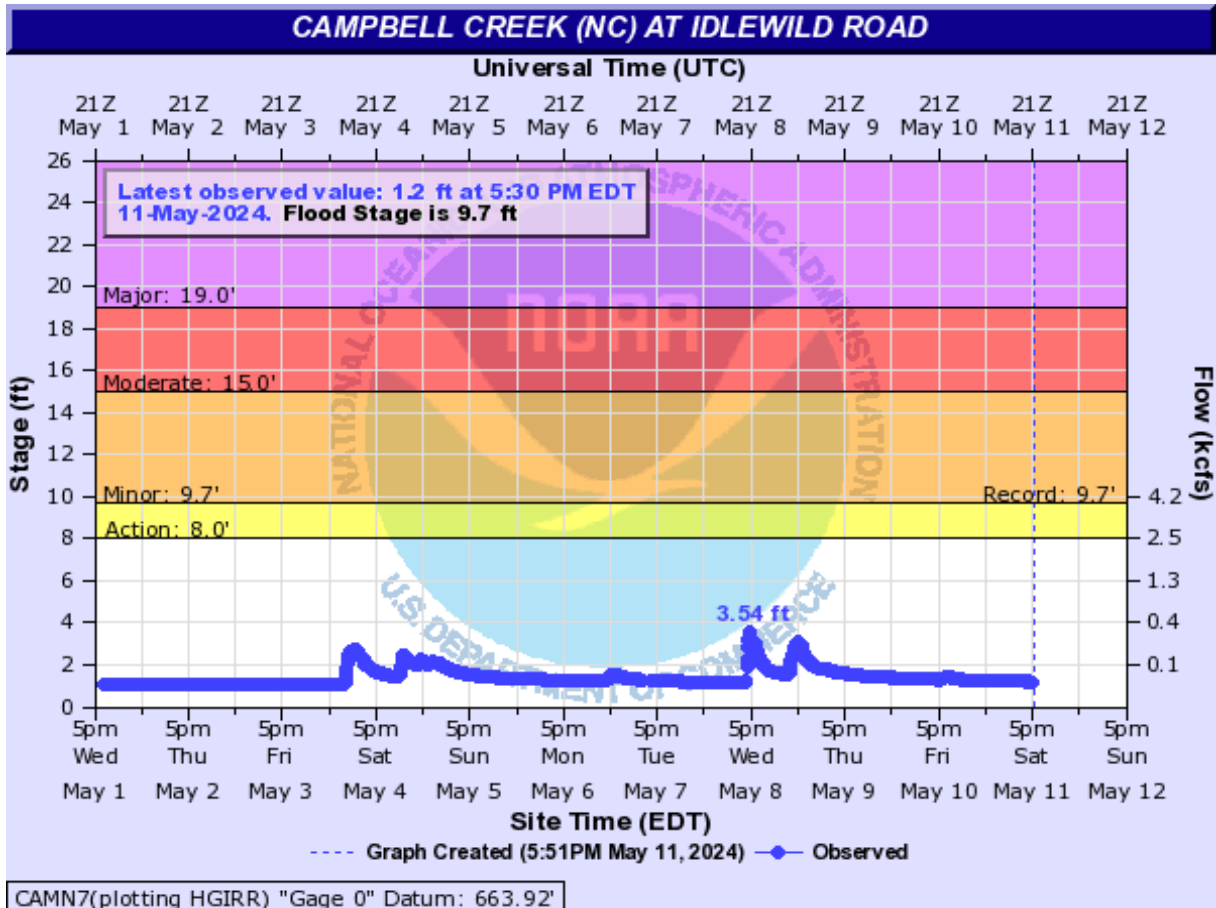 CAMPBELL CREEK (NC) AT IDLEWILD ROAD
Universal Time (UTC)
21Z 21Z 21Z 21Z 21Z 21Z 21Z 21Z 21Z 21Z 21Z 21Z
May 1 May 2 May 3 May 4 May 5 May 6 May 7 May 8 May 9 May 10 May 11 May 12
Latest observed value: 1.2 ft at 5:30 PM EDT
11-May-2024. Flood Stage is 9.7 ft
Stage (ft)
26
24
22
20
18
16
14
12
10
8
6
4
2
0
Major: 19.0'
Moderate: 15.0'
Minor: 9.7'
Record: 9.7'
Action: 8.0'
3.54 ft
NATIONAL OCEANIC AND ATMOSPHERIC ADMINISTRATION
NOAA
U.S. DEPARTMENT OF COMMERCE
Flow (kcfs)
4.2
2.5
1.3
0.4
0.1
5pm 5pm 5pm 5pm 5pm 5pm 5pm 5pm 5pm 5pm 5pm 5pm
Wed Thu Fri Sat Sun Mon Tue Wed Thu Fri Sat Sun
May 1 May 2 May 3 May 4 May 5 May 6 May 7 May 8 May 9 May 10 May 11 May 12
Site Time (EDT)
Graph Created (5:51PM May 11, 2024) Observed
CAMN7(plotting HGIRR) "Gage 0" Datum: 663.92'